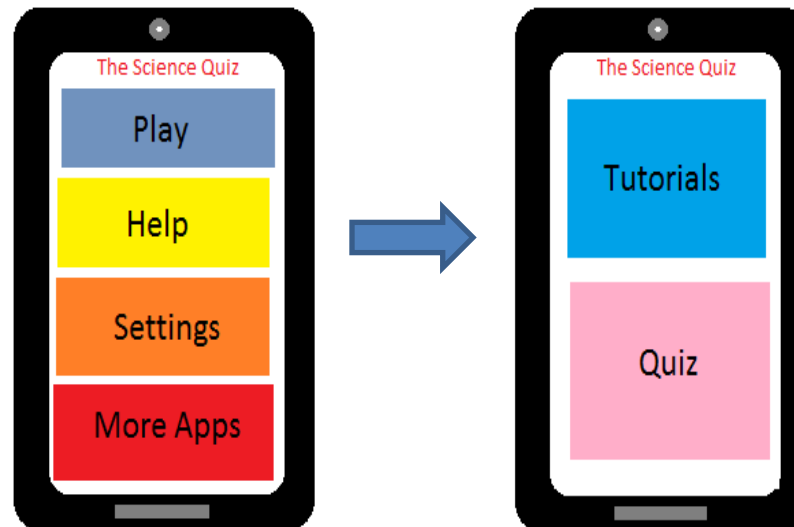 The Science Quiz
Play
Help
Settings
More Apps
The Science Quiz
Tutorials
Quiz